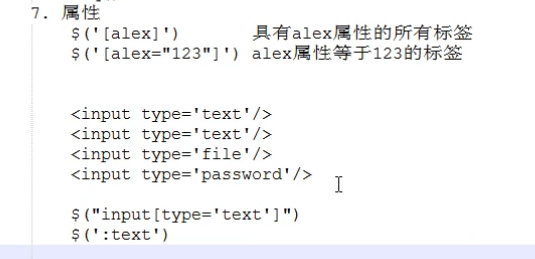 7. 属性
$('[alex]') 具有alex属性的所有标签
$('[alex="123"]') alex属性等于123的标签
<input type='text'/>
<input type='text'/>
<input type='file'/>
<input type='password'/>
$("input[type='text']")
$(':text')